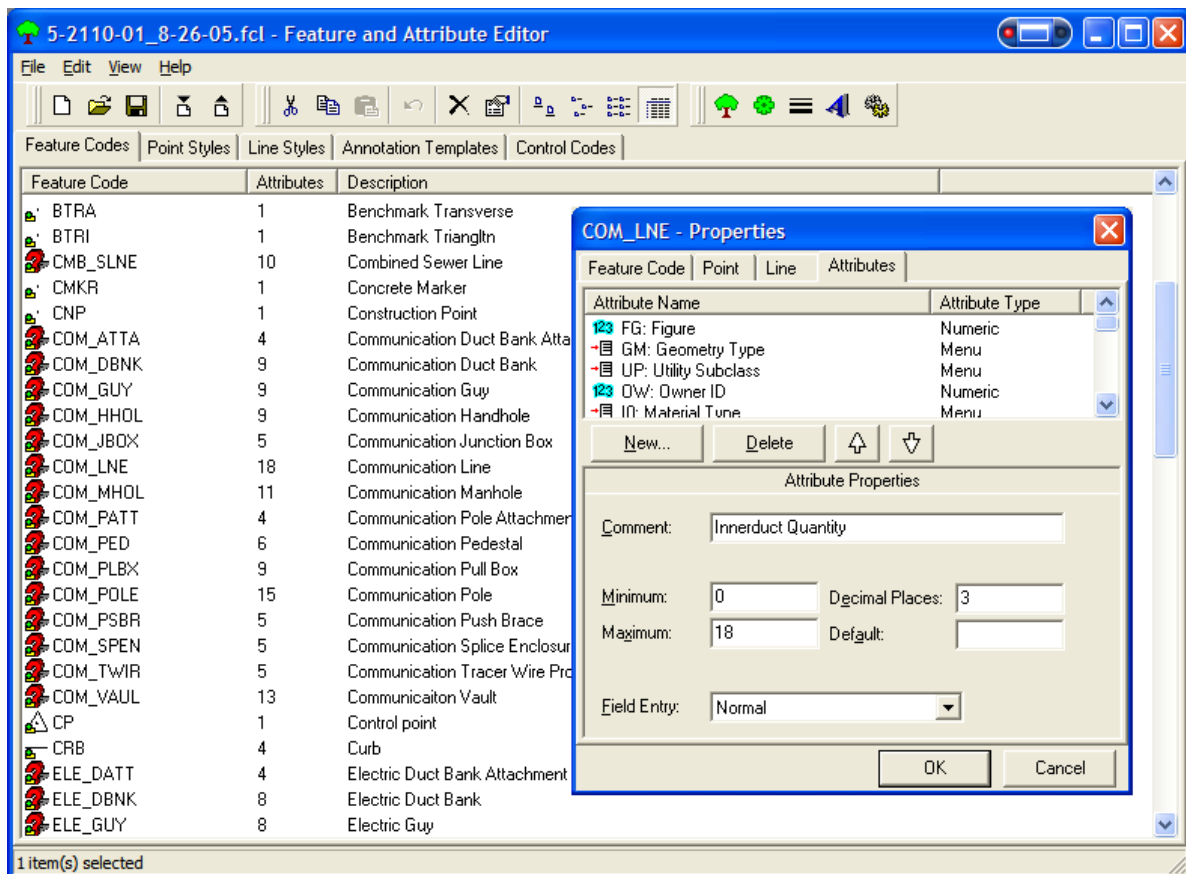 5-2110-01_8-26-05.fcl - Feature and Attribute Editor
File Edit View Help
Feature Codes Point Styles Line Styles Annotation Templates Control Codes
Feature Code Attributes Description
BTRA 1 Benchmark Transverse
BTRI 1 Benchmark Triangltn
CMB_SLNE 10 Combined Sewer Line
CMKR 1 Concrete Marker
CNP 1 Construction Point
COM_ATTA 4 Communication Duct Bank Atta
COM_DBNK 9 Communication Duct Bank
COM_GUY 9 Communication Guy
COM_HHOL 9 Communication Handhole
COM_JBOX 5 Communication Junction Box
COM_LNE 18 Communication Line
COM_MHOL 11 Communication Manhole
COM_PATT 4 Communication Pole Attachmer
COM_PED 6 Communication Pedestal
COM_PLBX 9 Communication Pull Box
COM_POLE 15 Communication Pole
COM_PSBR 5 Communication Push Brace
COM_SPEN 5 Communication Splice Enclosur
COM_TWIR 5 Communication Tracer Wire Pro
COM_VAUL 13 Communicaiton Vault
CP 1 Control point
CRB 4 Curb
ELE_DATT 4 Electric Duct Bank Attachment
ELE_DBNK 8 Electric Duct Bank
ELE_GUY 8 Electric Guy
1 item(s) selected
COM_LNE - Properties
Feature Code Point Line Attributes
Attribute Name Attribute Type
123 FG: Figure Numeric
GM: Geometry Type Menu
UP: Utility Subclass Menu
123 OW: Owner ID Numeric
Material Type Menu
New... Delete
Attribute Properties
Comment: Innerduct Quantity
Minimum: 0 Decimal Places: 3
Maximum: 18 Default:
Field Entry: Normal
OK Cancel